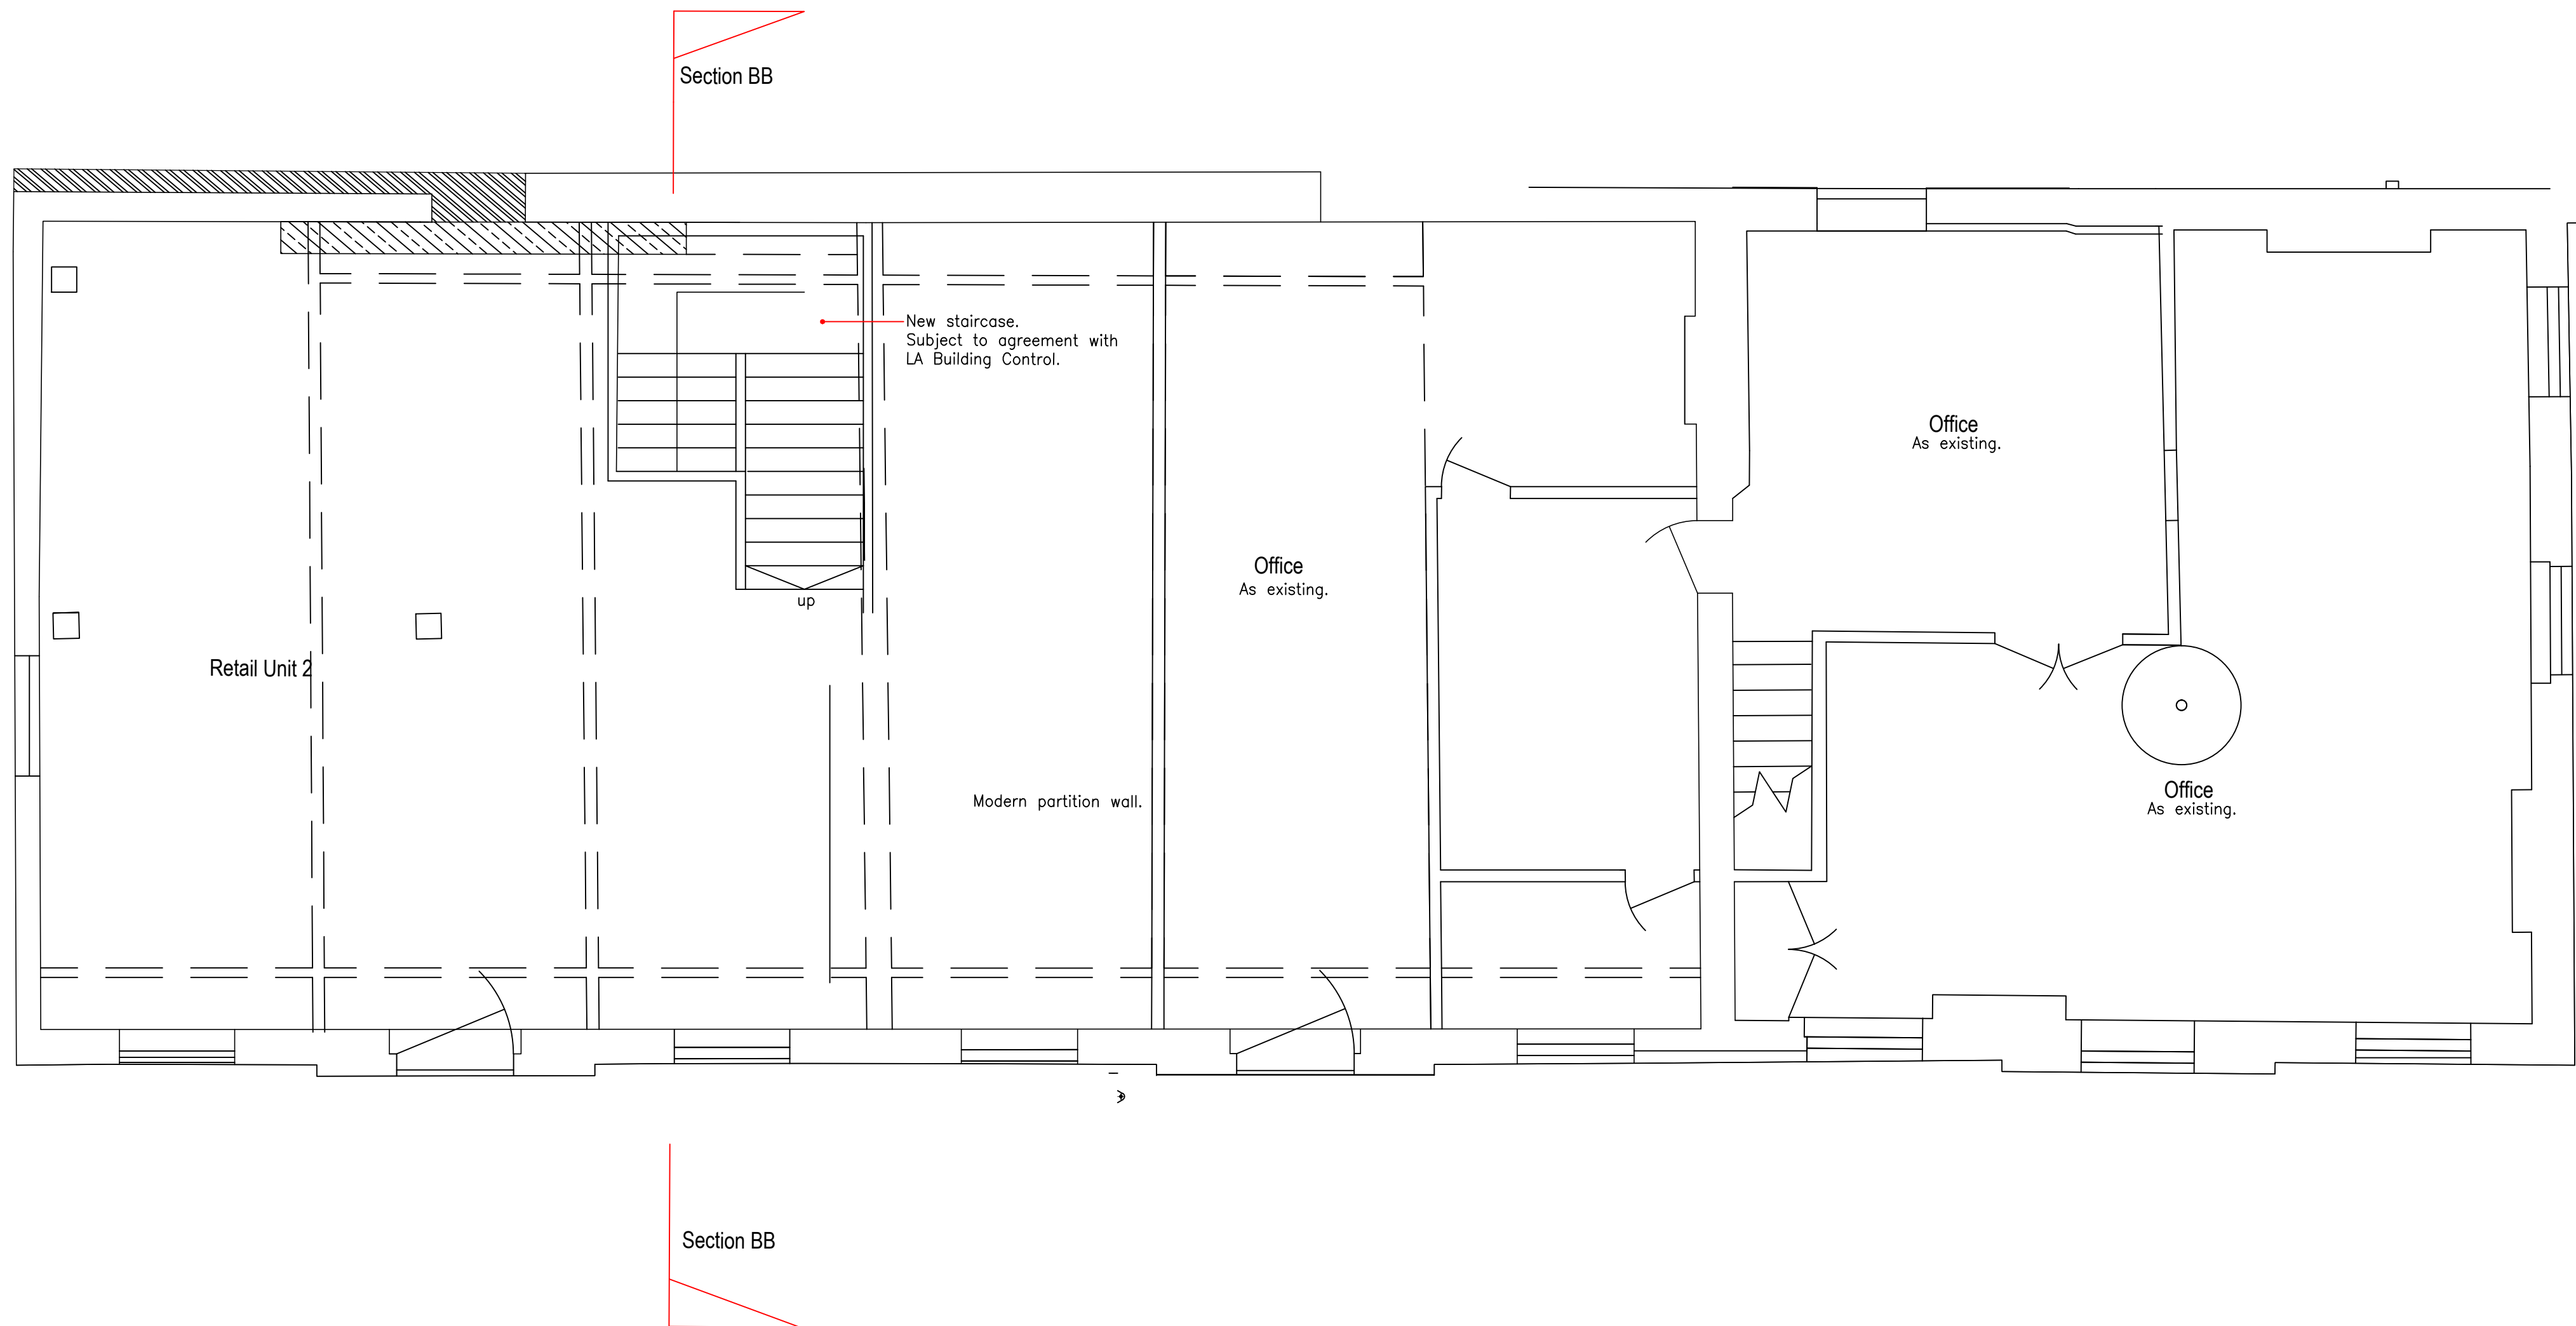 Section BB
New staircase.
Subject to agreement with
LA Building Control.
Office
As existing.
Office
As existing.
up
Retail Unit 2
Modern partition wall.
Office
As existing.
Section BB